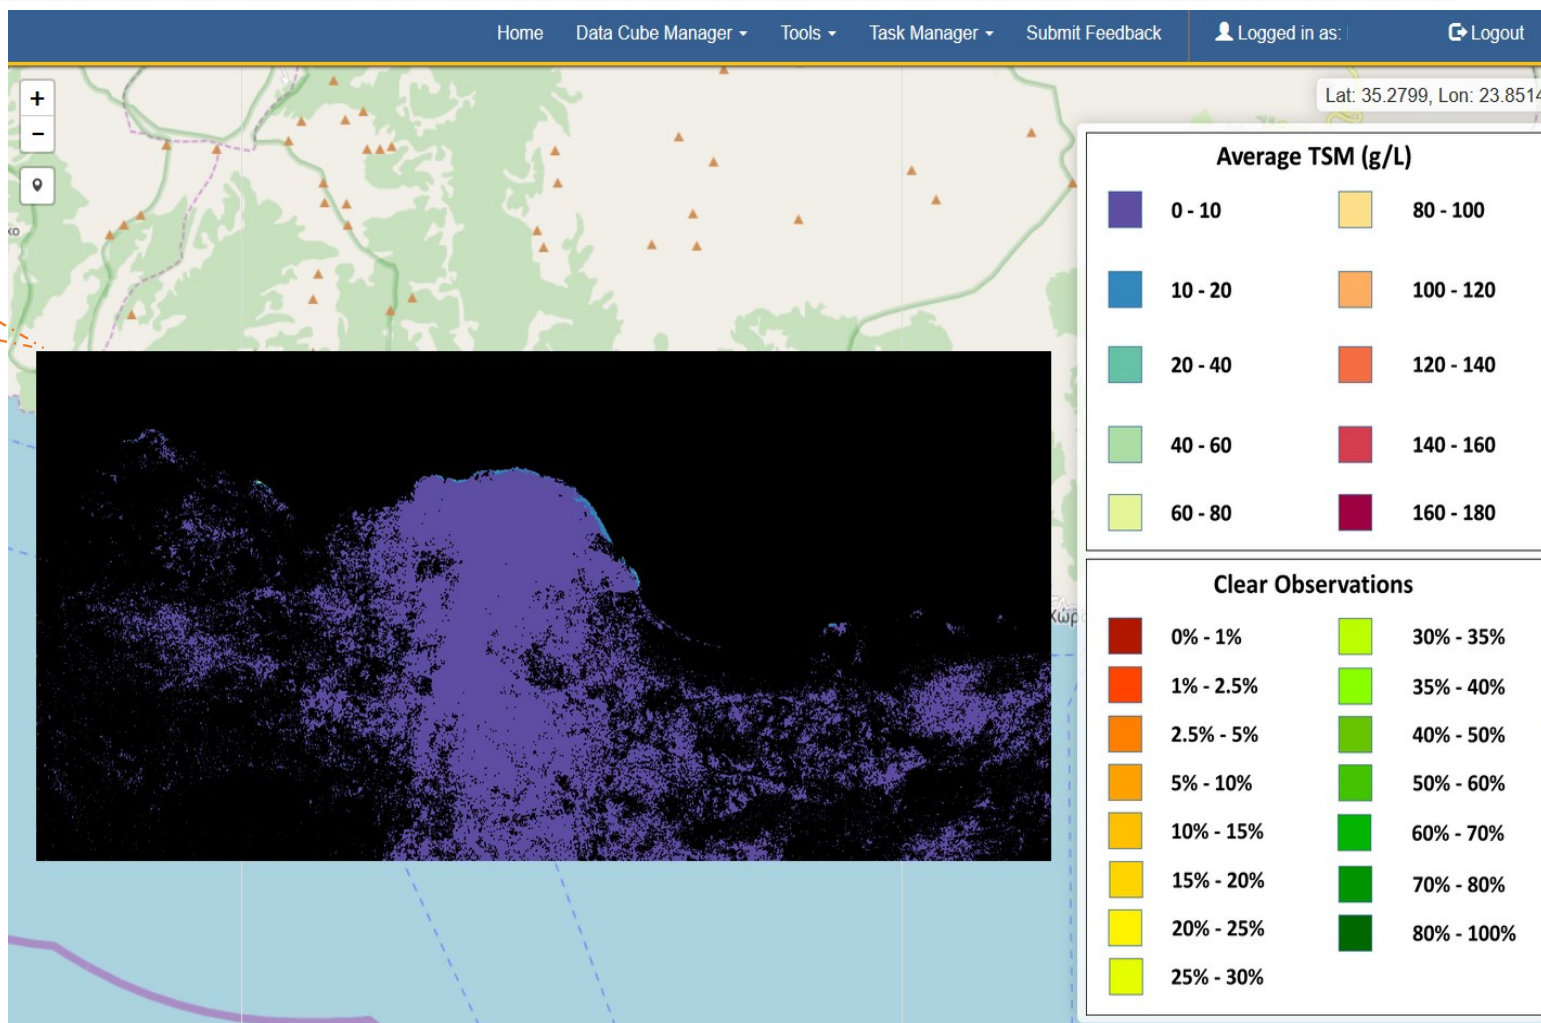 Home Data Cube Manager Tools Task Manager Submit Feedback Logged in as: Logout
+
−
Lat: 35.2799, Lon: 23.8514
Average TSM (g/L)
0 - 10 80 - 100
10 - 20 100 - 120
20 - 40 120 - 140
40 - 60 140 - 160
60 - 80 160 - 180
Clear Observations
0% - 1% 30% - 35%
1% - 2.5% 35% - 40%
2.5% - 5% 40% - 50%
5% - 10% 50% - 60%
10% - 15% 60% - 70%
15% - 20% 70% - 80%
20% - 25% 80% - 100%
25% - 30%